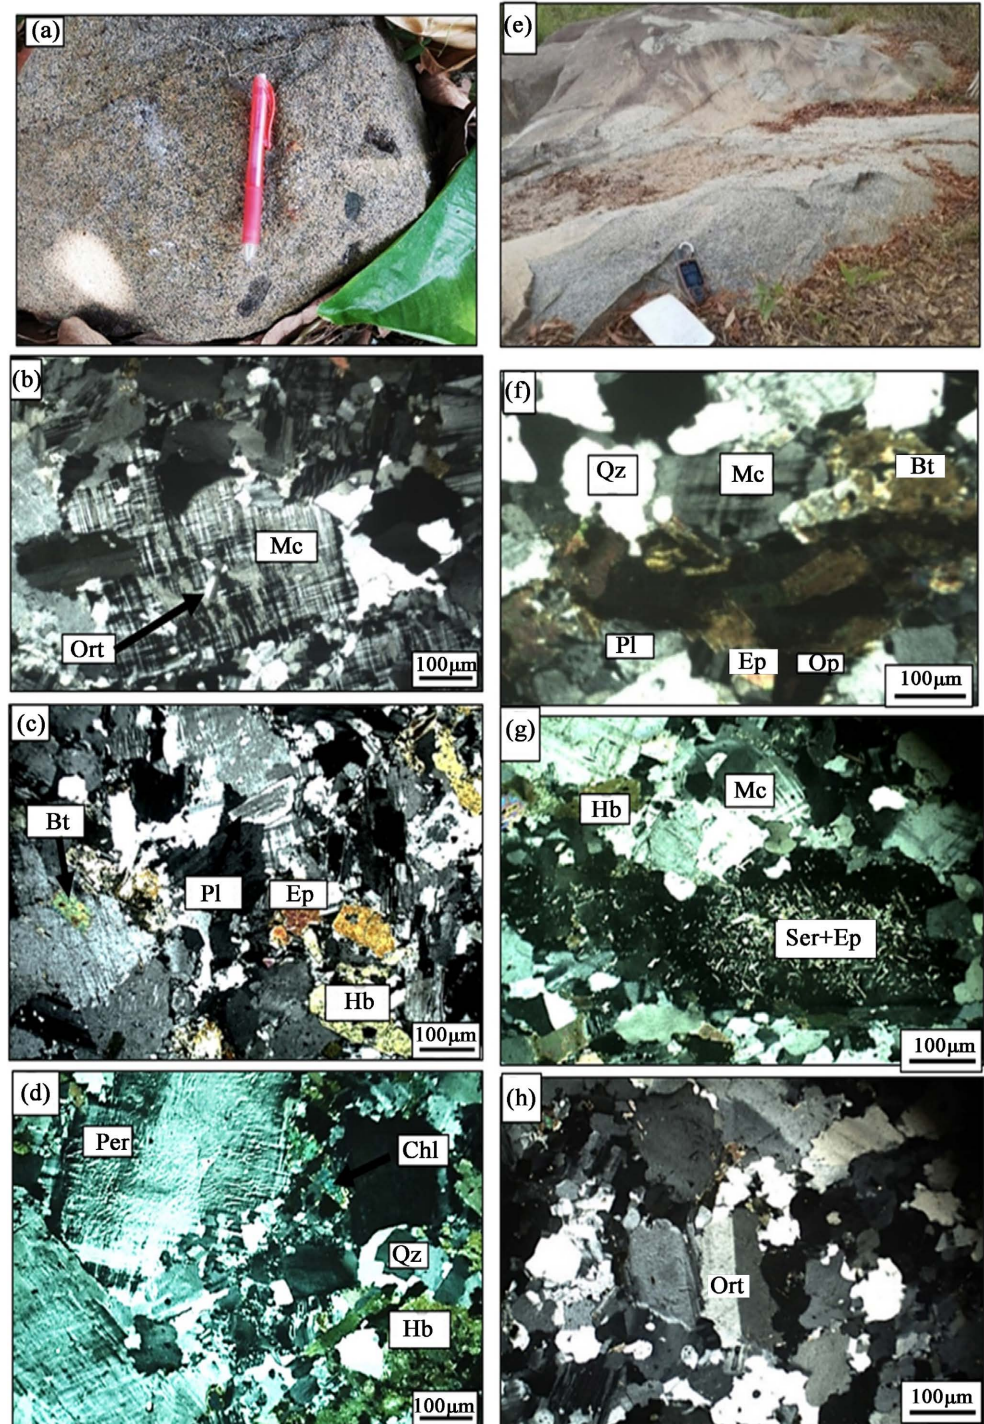 (a)
(b)
Mc
Ort
100μm
(c)
Bt
Pl
Ep
Hb
100μm
(d)
Per
Chl
Qz
Hb
100μm
(e)
(f)
Qz
Mc
Bt
Pl
Ep
Op
100μm
(g)
Hb
Mc
Ser+Ep
100μm
(h)
Ort
100μm